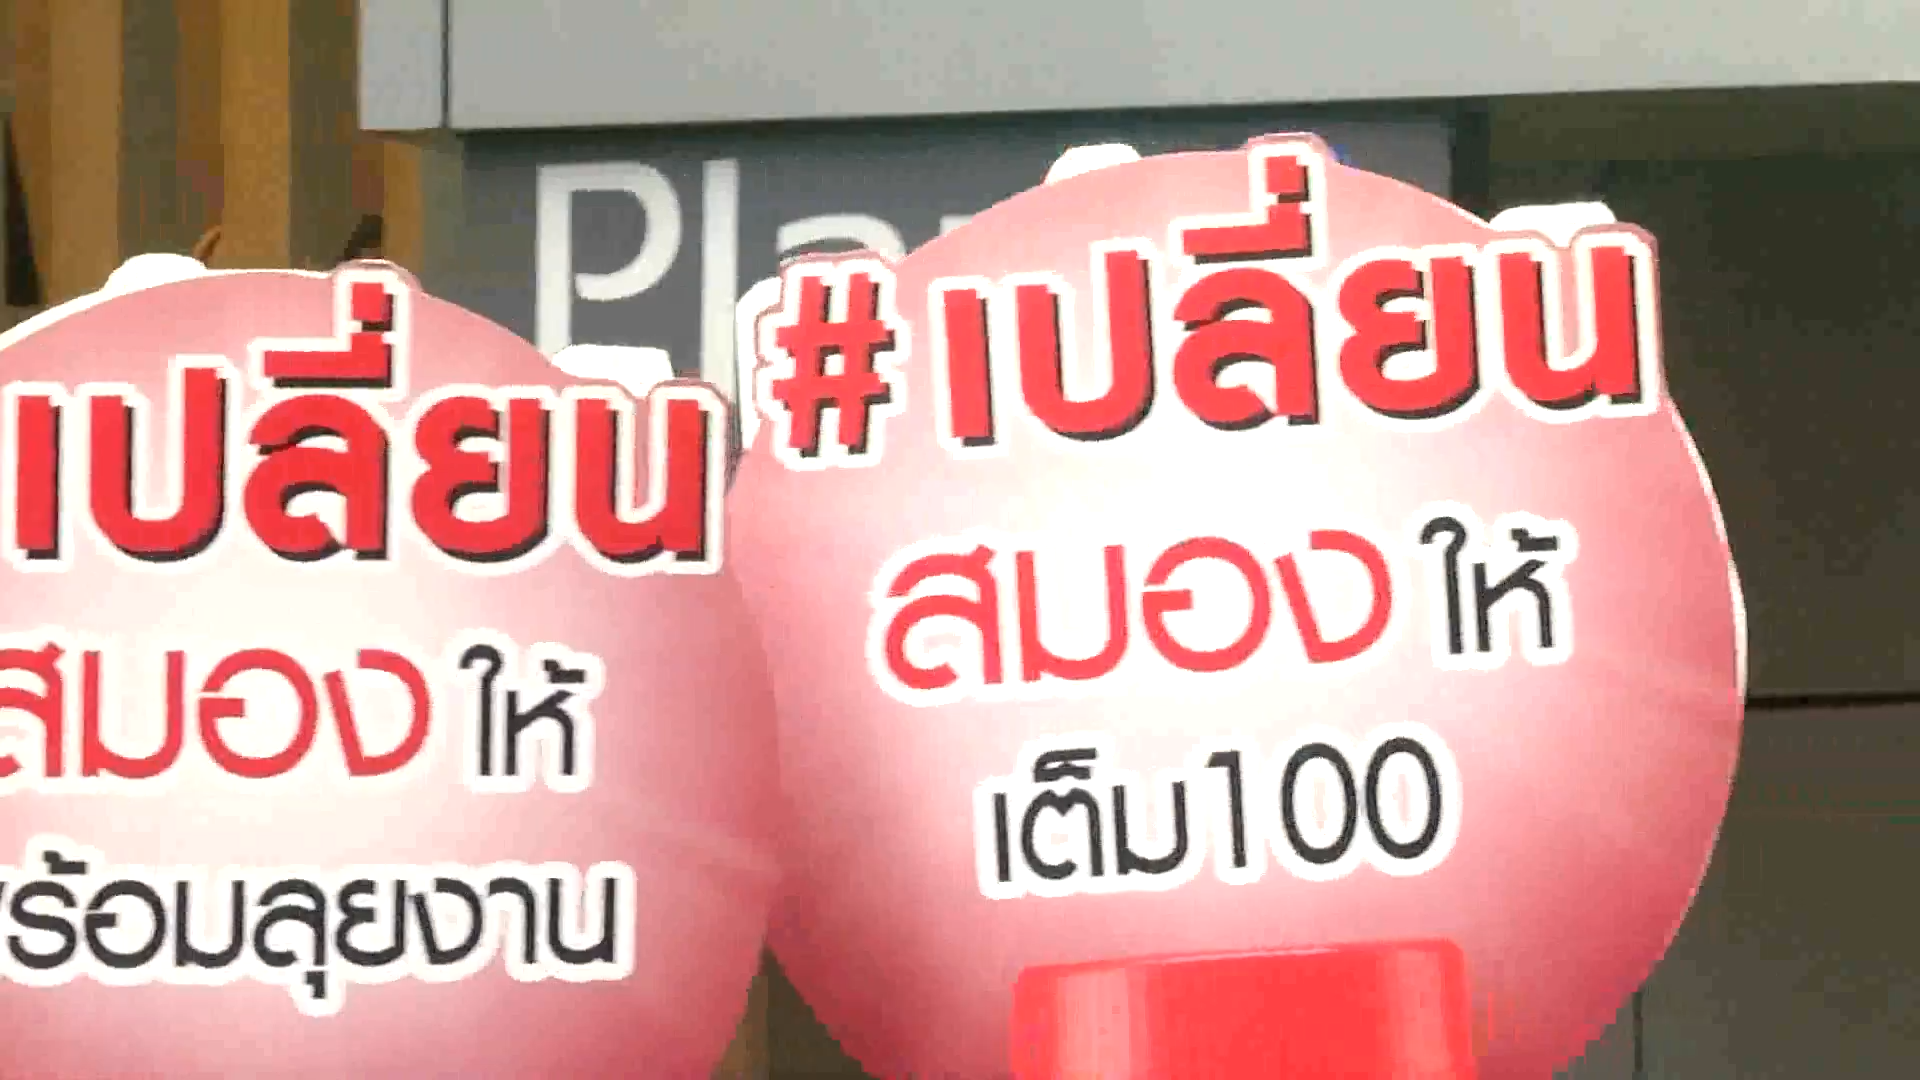 เปลี่ยน
สมองให้
พร้อมลุยงาน
#เปลี่ยน
สมองให้
เต็ม100